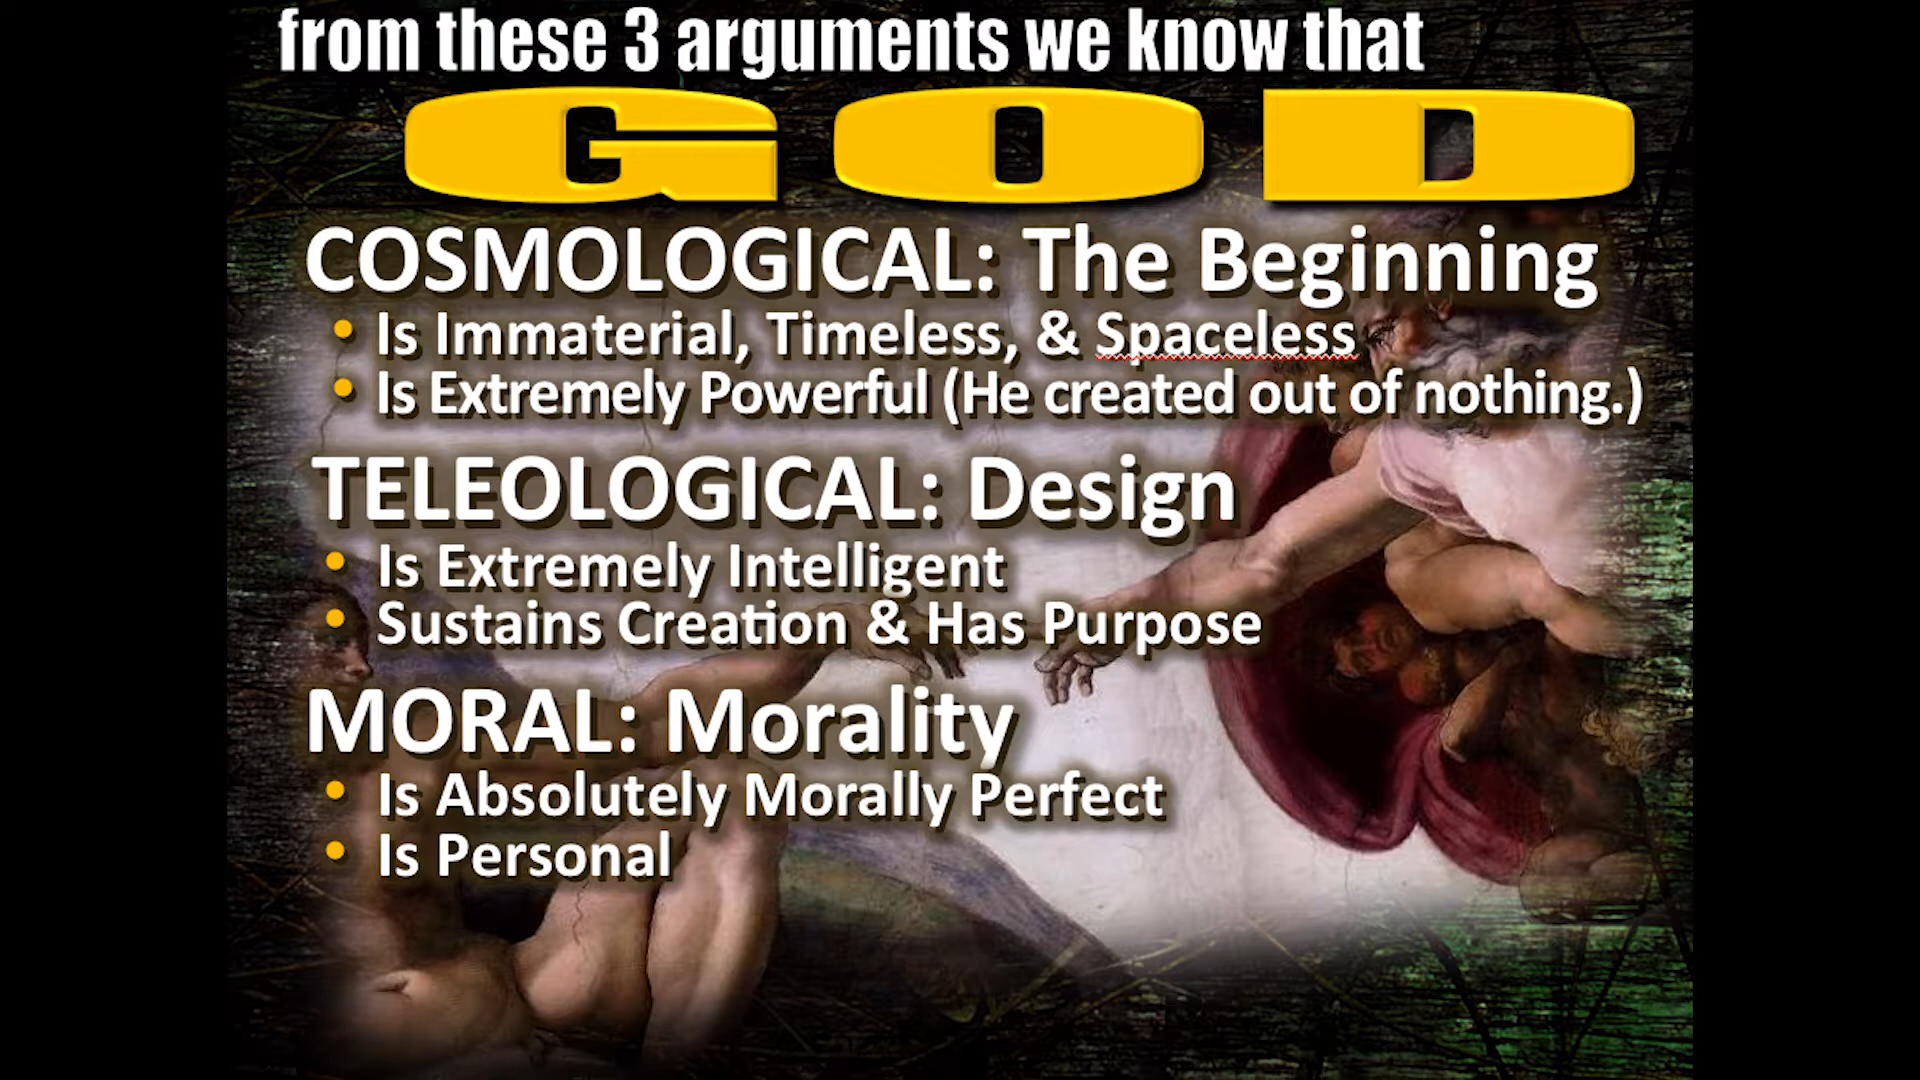 from these 3 arguments we know that
GOD
COSMOLOGICAL: The Beginning
• Is Immaterial, Timeless, & Spaceless
• Is Extremely Powerful (He created out of nothing.)
TELEOLOGICAL: Design
• Is Extremely Intelligent
• Sustains Creation & Has Purpose
MORAL: Morality
• Is Absolutely Morally Perfect
• Is Personal